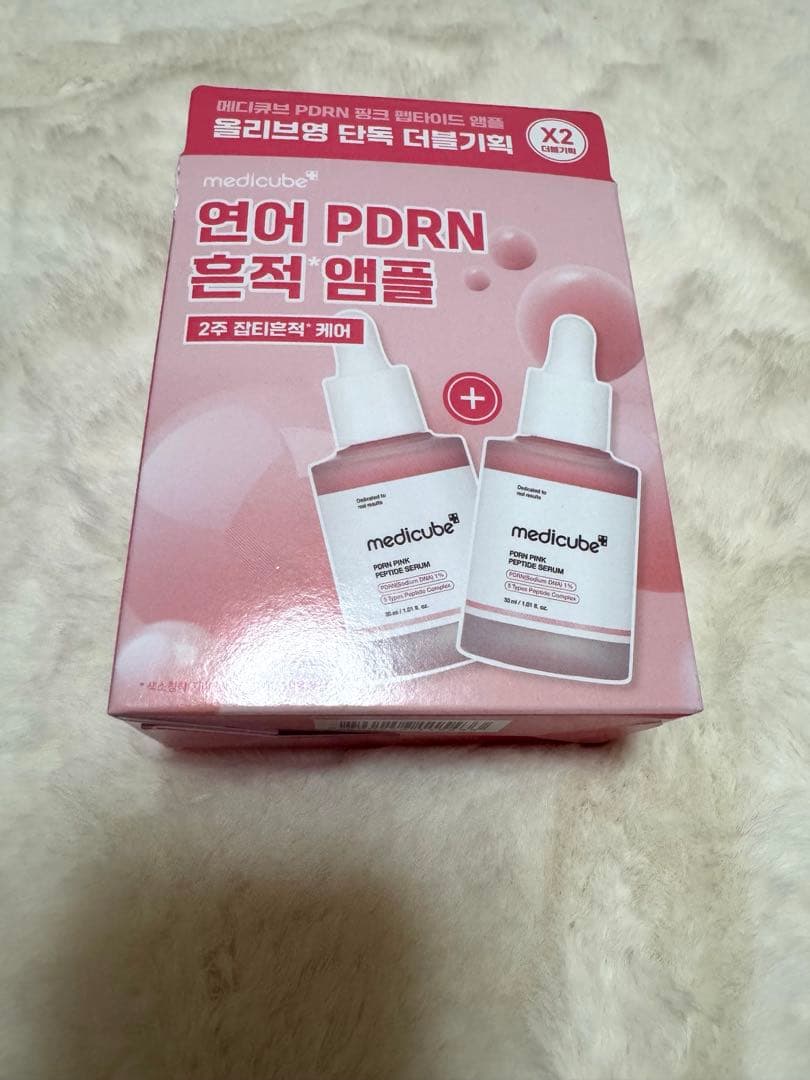 메디큐브 PDRN 핑크 펩타이드 앰플
올리브영 단독 더블기획
X2
더블기획
medicube
연어 PDRN
흔적*앰플
2주 잡티흔적* 케어
+
Dedicated to
real results
medicube
PDRN PINK
PEPTIDE SERUM
PDRN(Sodium DNA) 1%
5 Types Peptide Complex
30 ml / 1.01 fl. oz.
Dedicated to
real results
medicube
PDRN PINK
PEPTIDE SERUM
PDRN(Sodium DNA) 1%
5 Types Peptide Complex
30 ml / 1.01 fl. oz.
* 색소침착